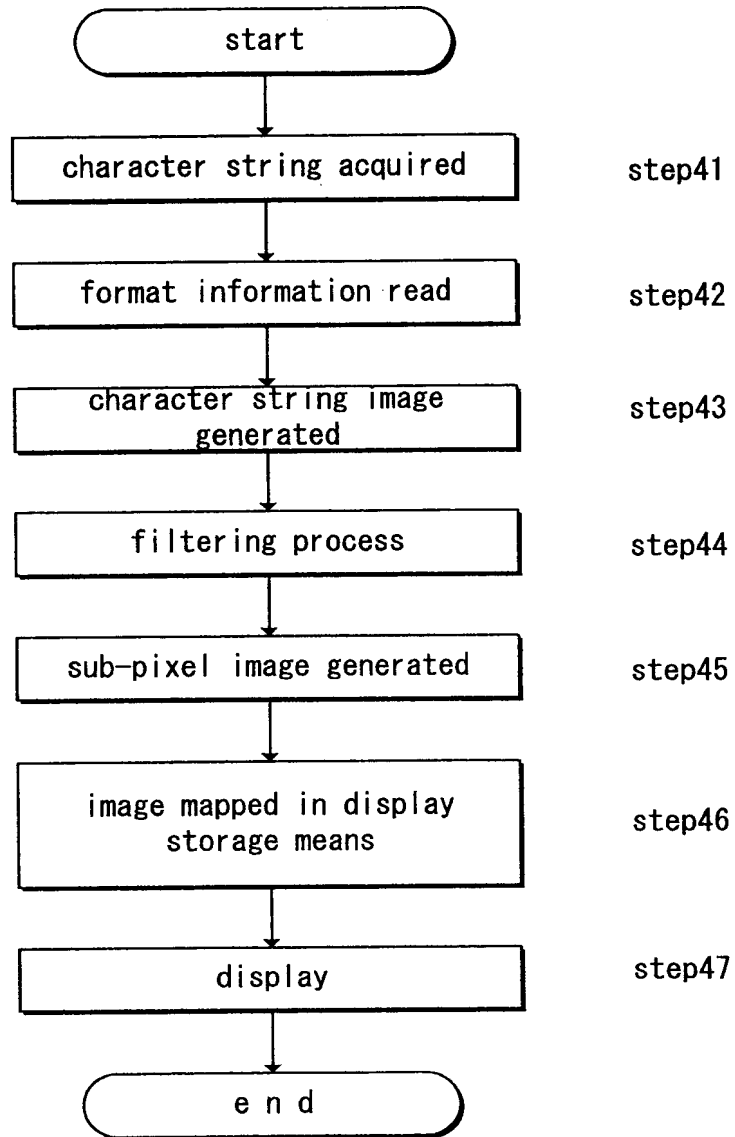 start
character string acquired
step41
format information read
step42
character string image
generated
step43
filtering process
step44
sub-pixel image generated
step45
image mapped in display
storage means
step46
display
step47
end